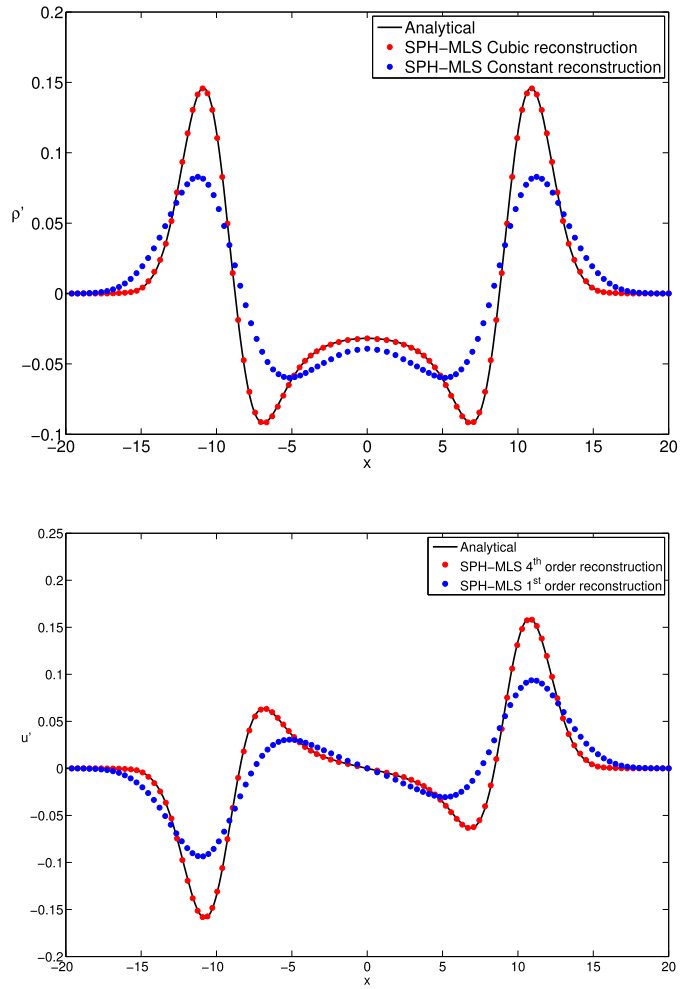 0.2
Analytical
SPH−MLS Cubic reconstruction
SPH−MLS Constant reconstruction
0.15
0.1
0.05
ρ'
0
−0.05
−0.1
−20 −15 −10 −5 0 5 10 15 20
x
0.25
Analytical
SPH−MLS 4th order reconstruction
SPH−MLS 1st order reconstruction
0.2
0.15
0.1
0.05
u'
0
−0.05
−0.1
−0.15
−0.2
−20 −15 −10 −5 0 5 10 15 20
x